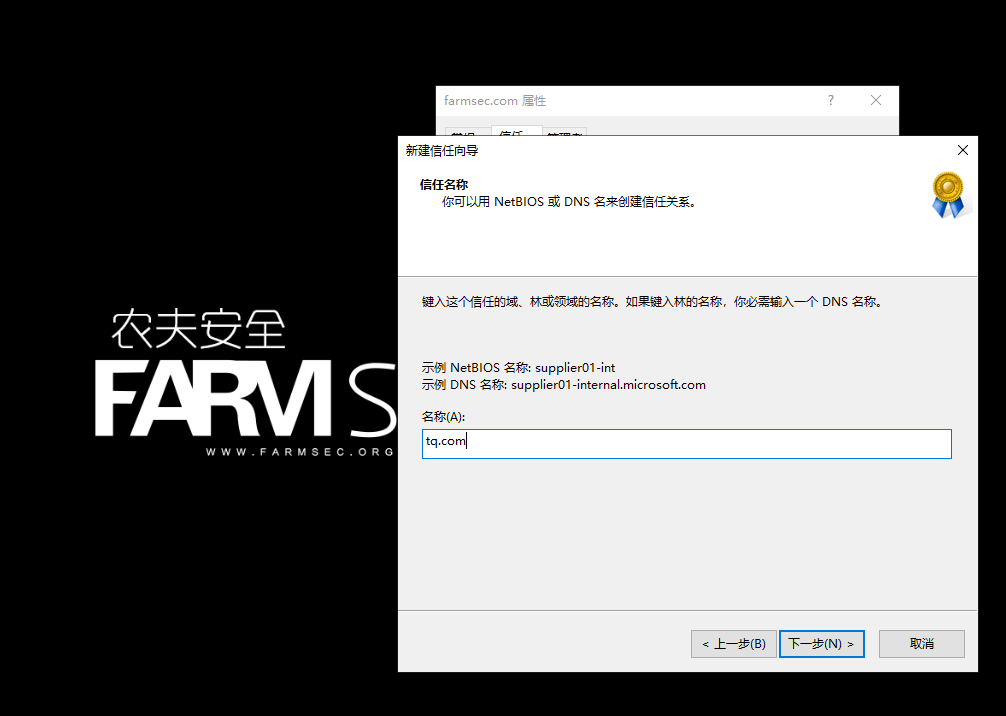 farmsec.com 属性
常规
信任
管理者
新建信任向导
信任名称
你可以用 NetBIOS 或 DNS 名来创建信任关系。
键入这个信任的域、林或领域的名称。如果键入林的名称，你必需输入一个 DNS 名称。
示例 NetBIOS 名称: supplier01-int
示例 DNS 名称: supplier01-internal.microsoft.com
名称(A):
tq.com
< 上一步(B)
下一步(N) >
取消
农夫安全
FARM S
WWW.FARMSEC.ORG